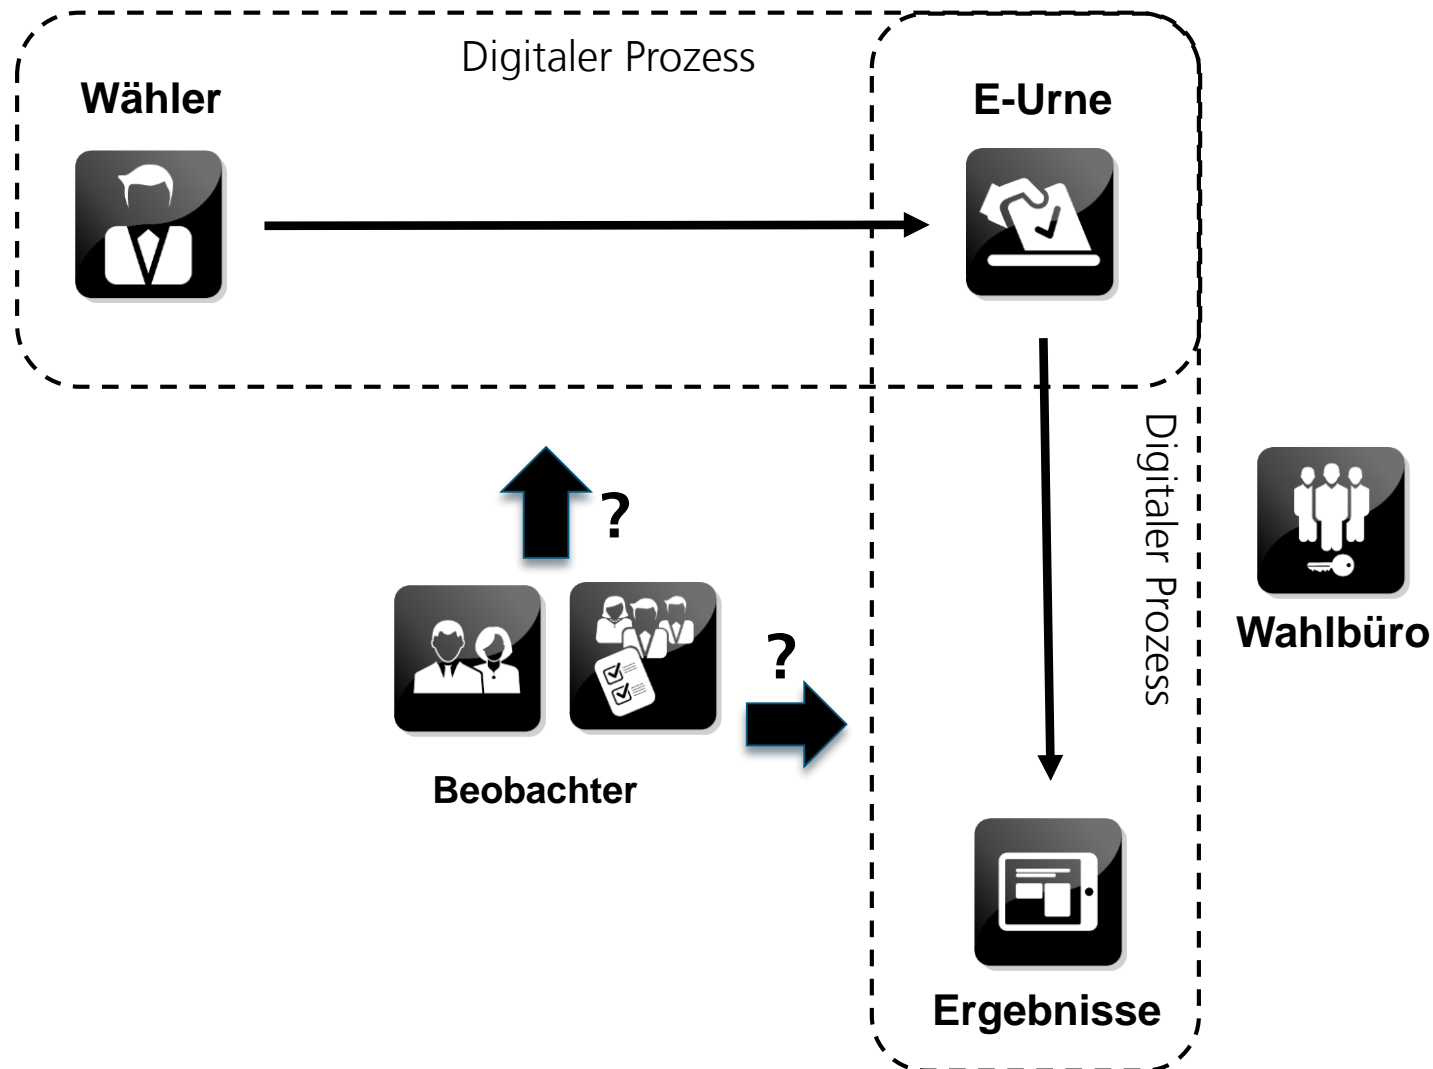 Digitaler Prozess
Wähler
E-Urne
Digitaler Prozess
?
?
Wahlbüro
Beobachter
Ergebnisse